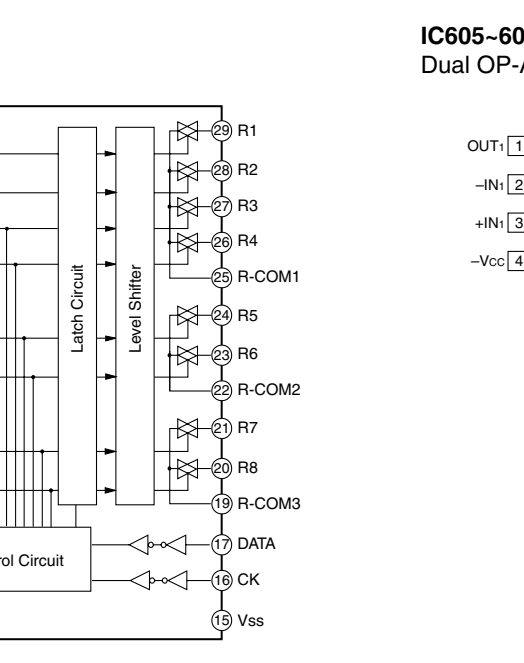 IC605~60
Dual OP-A
OUT1 1
–IN1 2
+IN1 3
–Vcc 4
Latch Circuit
Level Shifter
29 R1
28 R2
27 R3
26 R4
25 R-COM1
24 R5
23 R6
22 R-COM2
21 R7
20 R8
19 R-COM3
17 DATA
16 CK
15 Vss
rol Circuit